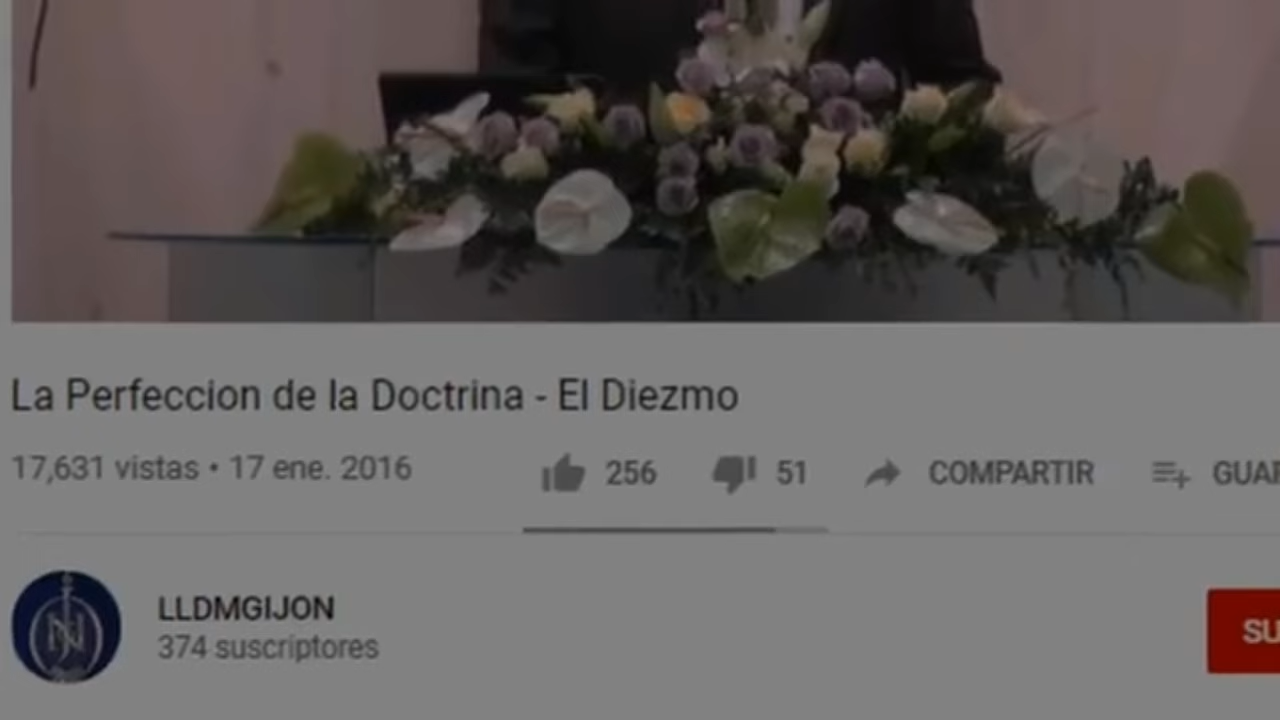 La Perfeccion de la Doctrina - El Diezmo
17,631 vistas • 17 ene. 2016 256 51 COMPARTIR
LLDMGIJON
374 suscriptores